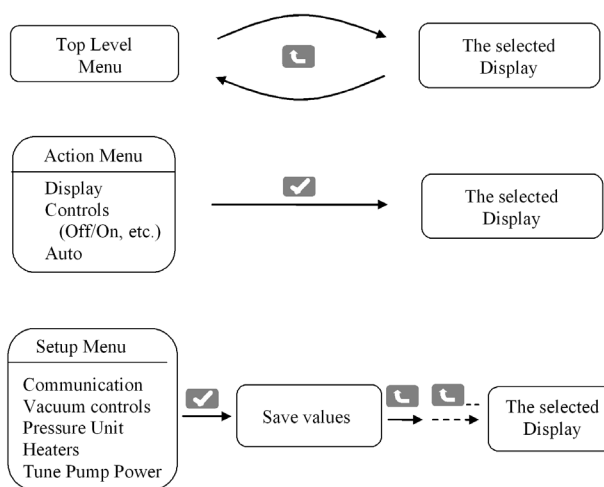 Top Level
Menu
The selected
Display
Action Menu
Display
Controls
(Off/On, etc.)
Auto
The selected
Display
Setup Menu
Communication
Vacuum controls
Pressure Unit
Heaters
Tune Pump Power
Save values
The selected
Display